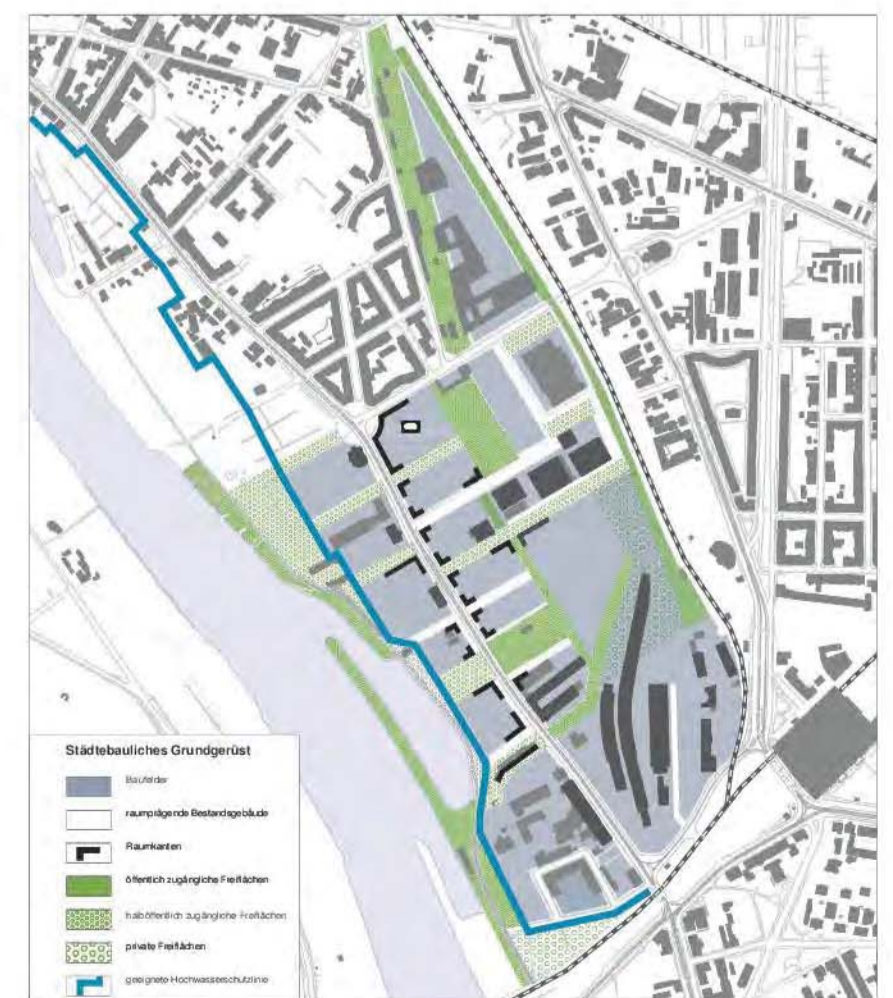 Städtebauliches Grundgerüst
Baufelder
raumprägende Bestandsgebäude
Raumkanten
öffentlich zugängliche Freiflächen
halböffentlich zugängliche Freiflächen
private Freiflächen
geeignete Hochwasserschutzlinie